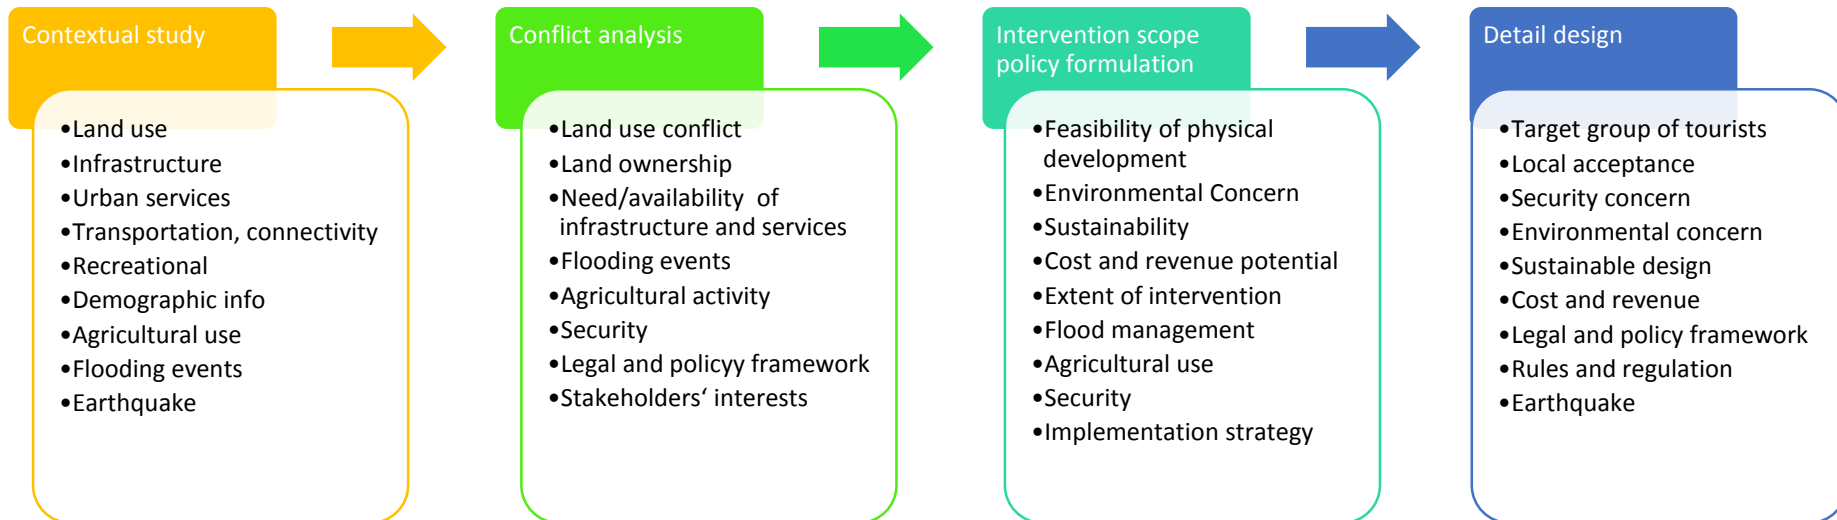 Contextual study
•Land use
•Infrastructure
•Urban services
•Transportation, connectivity
•Recreational
•Demographic info
•Agricultural use
•Flooding events
•Earthquake
Conflict analysis
•Land use conflict
•Land ownership
•Need/availability of
infrastructure and services
•Flooding events
•Agricultural activity
•Security
•Legal and policyy framework
•Stakeholders‘ interests
Intervention scope
policy formulation
•Feasibility of physical
development
•Environmental Concern
•Sustainability
•Cost and revenue potential
•Extent of intervention
•Flood management
•Agricultural use
•Security
•Implementation strategy
Detail design
•Target group of tourists
•Local acceptance
•Security concern
•Environmental concern
•Sustainable design
•Cost and revenue
•Legal and policy framework
•Rules and regulation
•Earthquake